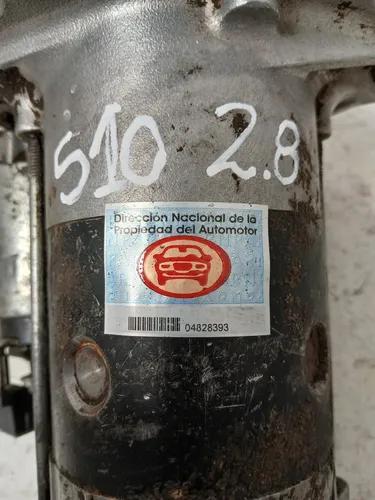 S10 2.8
Dirección Nacional de la
Propiedad del Automotor
04828393